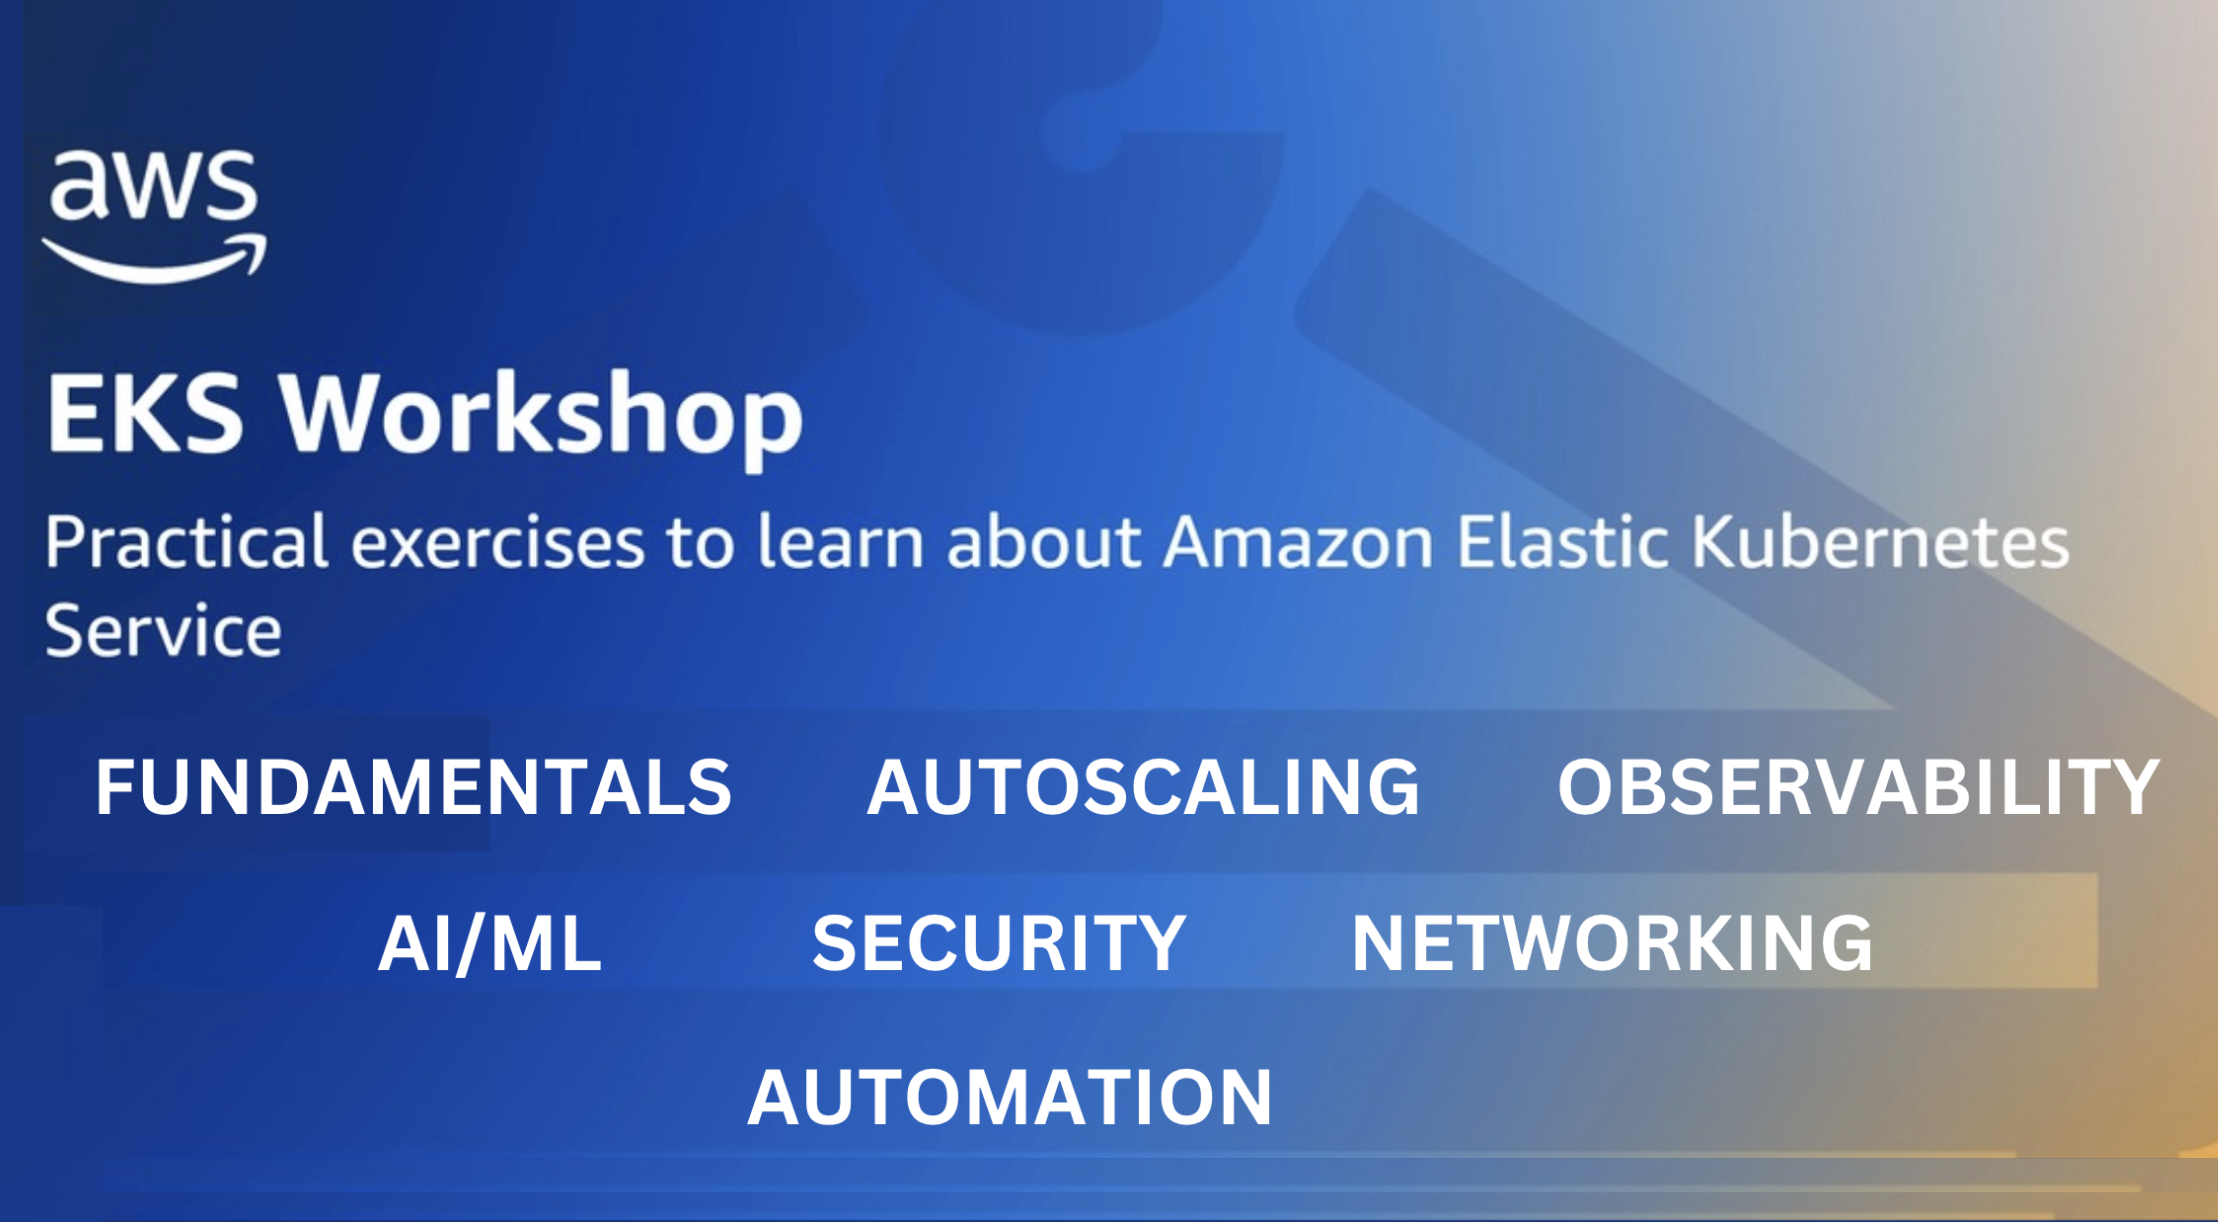 aws
EKS Workshop
Practical exercises to learn about Amazon Elastic Kubernetes
Service
FUNDAMENTALS AUTOSCALING OBSERVABILITY
AI/ML SECURITY NETWORKING
AUTOMATION